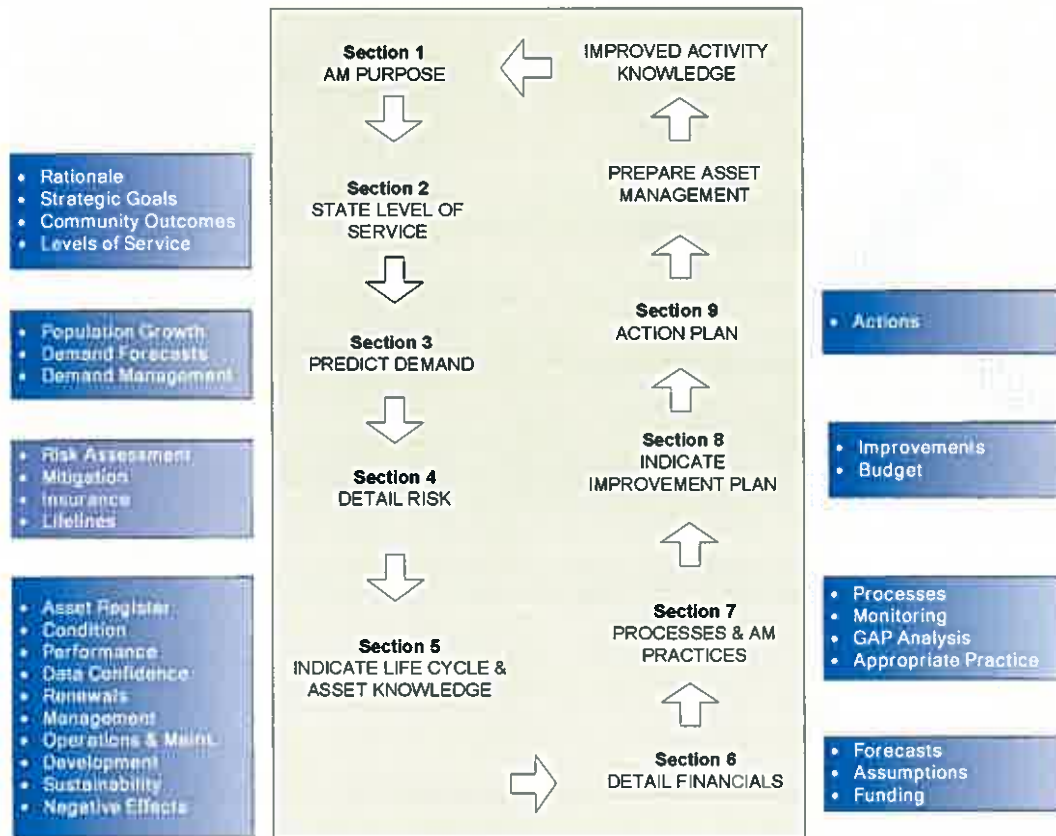 Section 1
AM PURPOSE
Section 2
STATE LEVEL OF
SERVICE
Section 3
PREDICT DEMAND
Section 4
DETAIL RISK
Section 5
INDICATE LIFE CYCLE &
ASSET KNOWLEDGE
Section 6
DETAIL FINANCIALS
Section 7
PROCESSES & AM
PRACTICES
Section 8
INDICATE
IMPROVEMENT PLAN
Section 9
ACTION PLAN
PREPARE ASSET
MANAGEMENT
IMPROVED ACTIVITY
KNOWLEDGE
• Rationale
• Strategic Goals
• Community Outcomes
• Levels of Service
• Population Growth
• Demand Forecasts
• Demand Management
• Risk Assessment
• Mitigation
• Insurance
• Lifelines
• Asset Register
• Condition
• Performance
• Data Confidence
• Renewals
• Management
• Operations & Maint.
• Development
• Sustainability
• Negative Effects
• Actions
• Improvements
• Budget
• Processes
• Monitoring
• GAP Analysis
• Appropriate Practice
• Forecasts
• Assumptions
• Funding